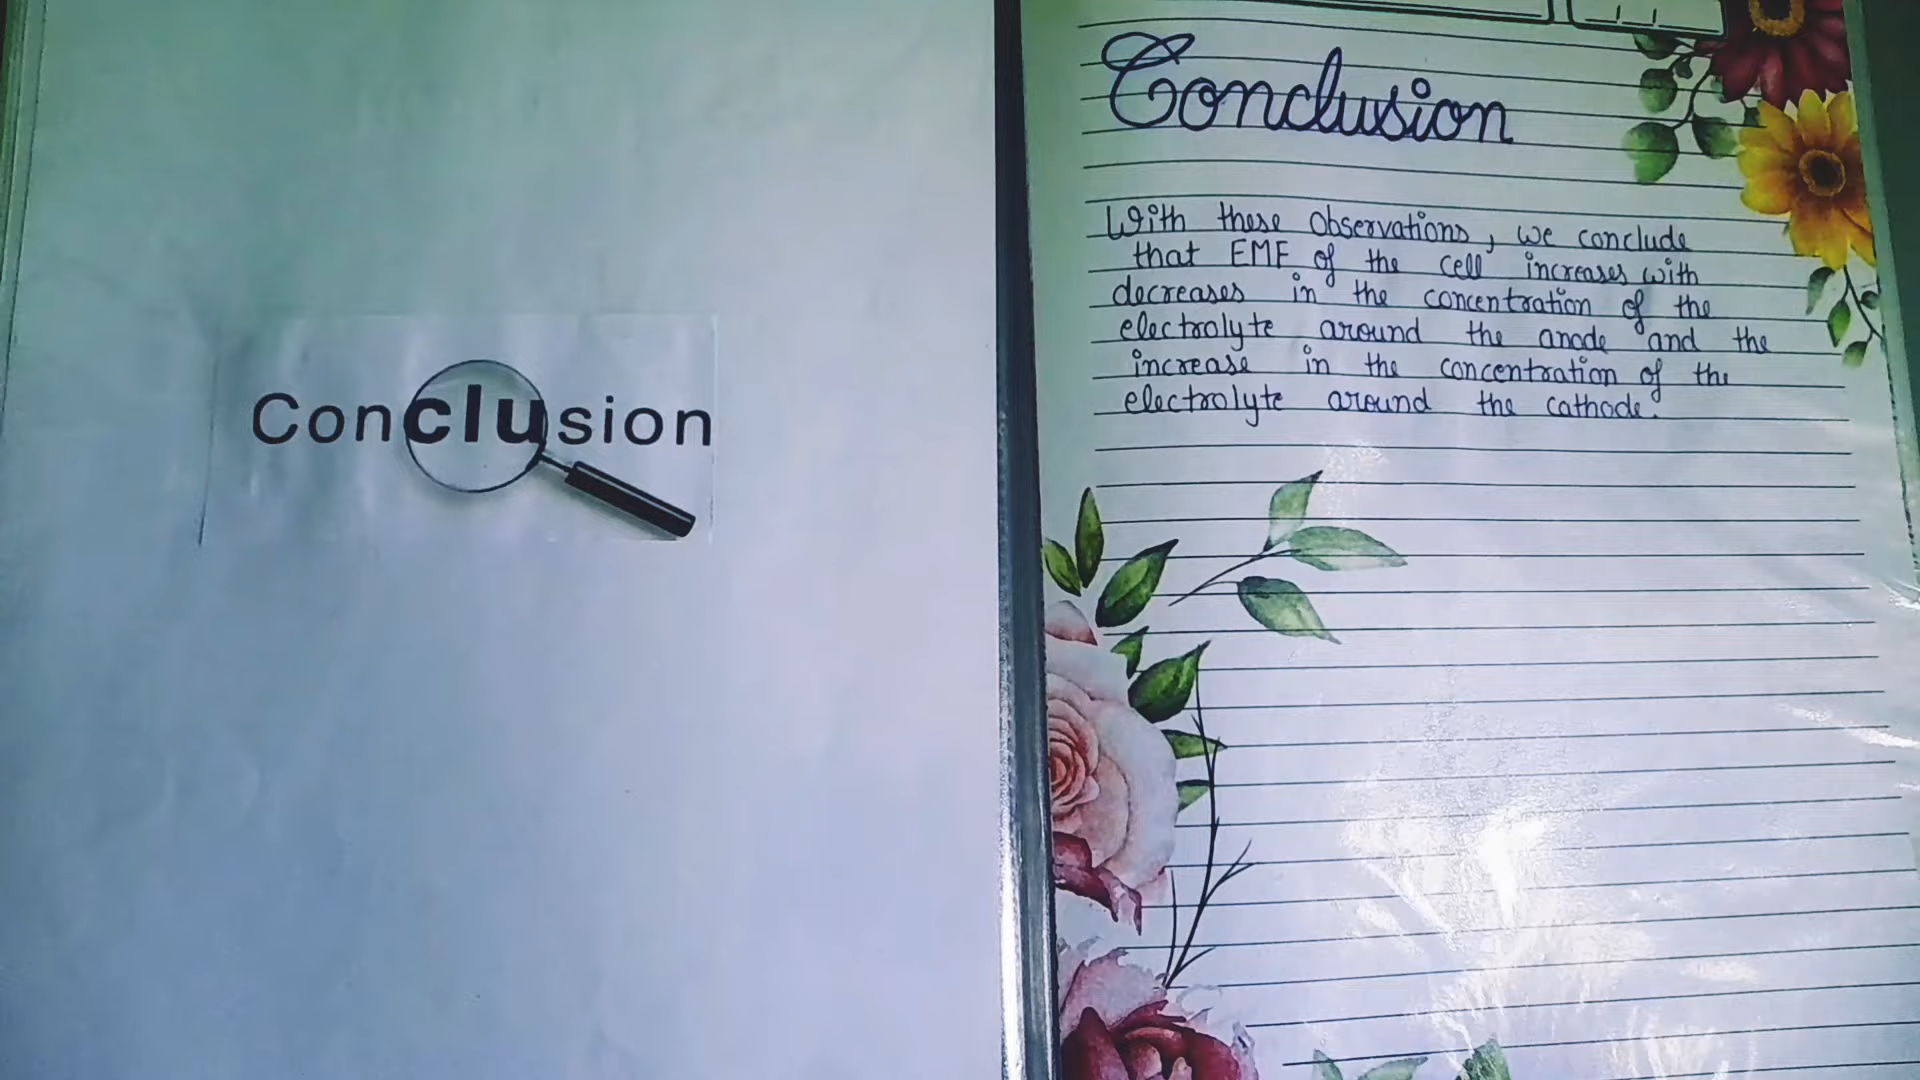 Conclusion
Conclusion
With these observations, we conclude
that EMF of the cell increases with
decreases in the concentration of the
electrolyte around the anode and the
increase in the concentration of the
electrolyte around the cathode.